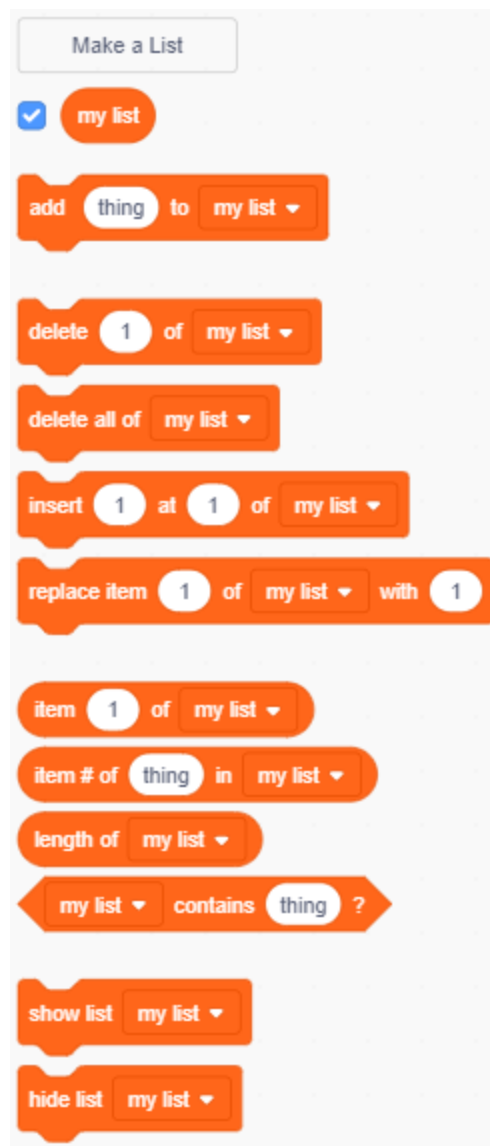 Make a List
my list
add thing to my list
delete 1 of my list
delete all of my list
insert 1 at 1 of my list
replace item 1 of my list with 1
item 1 of my list
item # of thing in my list
length of my list
my list contains thing ?
show list my list
hide list my list